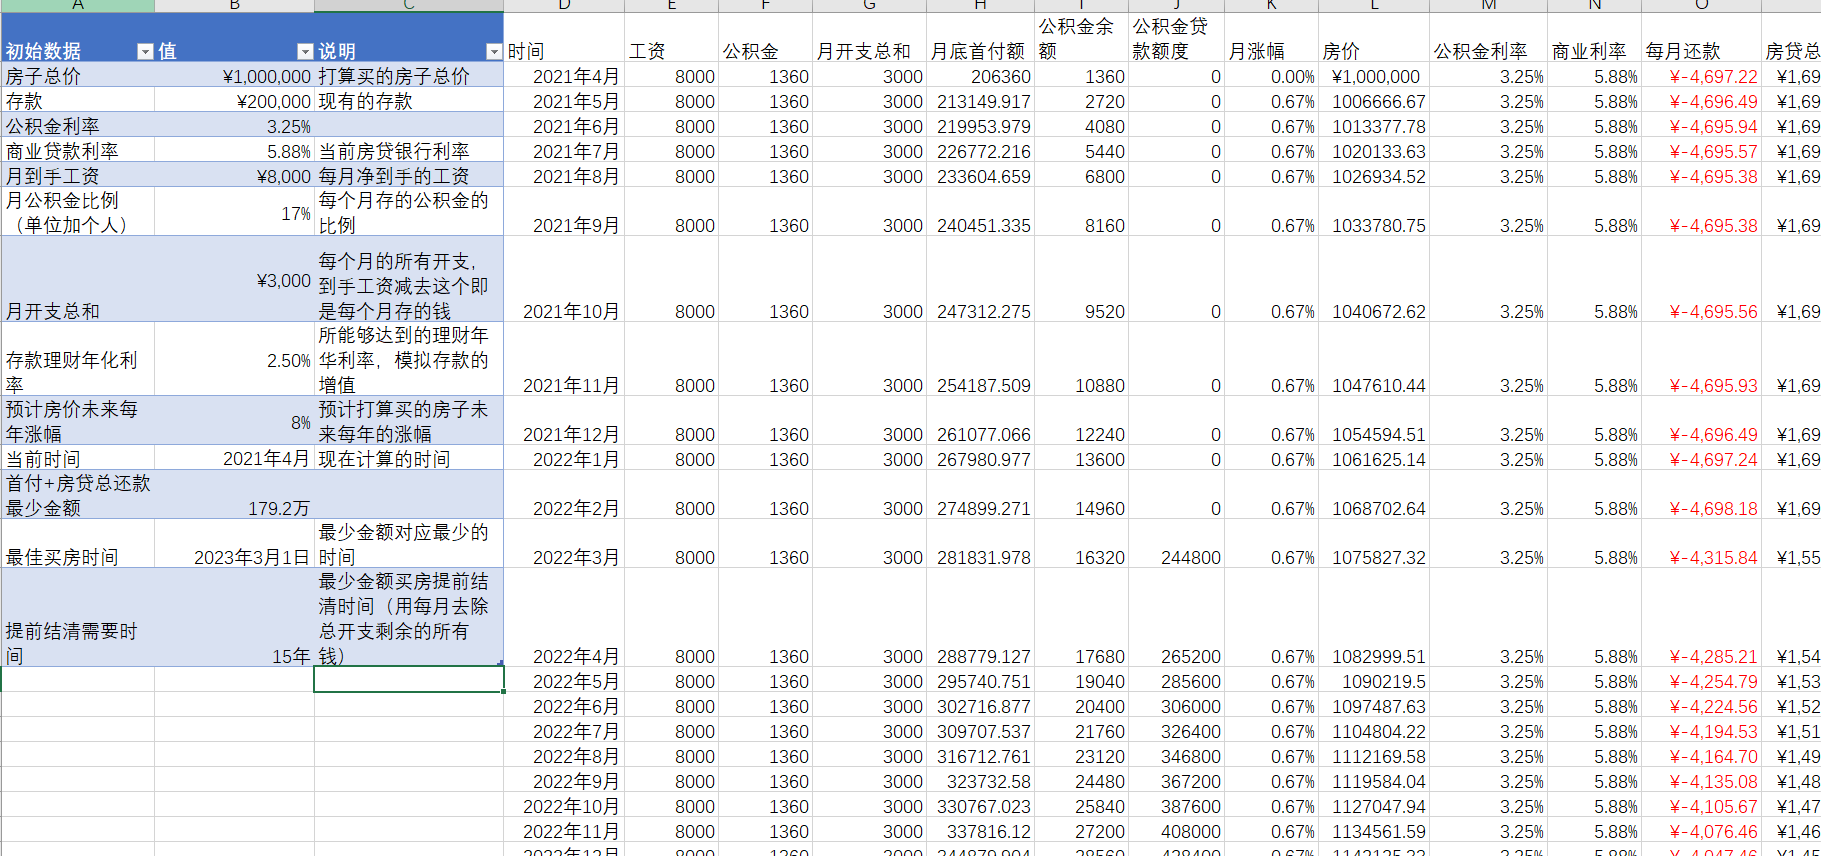 A B C D E F G H I J K L M N O
初始数据 值 说明 时间 工资 公积金 月开支总和 月底首付额 公积金余额 公积金贷款额度 月涨幅 房价 公积金利率 商业利率 每月还款 房贷总
房子总价 ¥1,000,000 打算买的房子总价 2021年4月 8000 1360 3000 206360 1360 0 0.00% ¥1,000,000 3.25% 5.88% ¥-4,697.22 ¥1,69
存款 ¥200,000 现有的存款 2021年5月 8000 1360 3000 213149.917 2720 0 0.67% 1006666.67 3.25% 5.88% ¥-4,696.49 ¥1,69
公积金利率 3.25% 2021年6月 8000 1360 3000 219953.979 4080 0 0.67% 1013377.78 3.25% 5.88% ¥-4,695.94 ¥1,69
商业贷款利率 5.88% 当前房贷银行利率 2021年7月 8000 1360 3000 226772.216 5440 0 0.67% 1020133.63 3.25% 5.88% ¥-4,695.57 ¥1,69
月到手工资 ¥8,000 每月净到手的工资 2021年8月 8000 1360 3000 233604.659 6800 0 0.67% 1026934.52 3.25% 5.88% ¥-4,695.38 ¥1,69
月公积金比例（单位加个人） 17% 每个月存的公积金的比例 2021年9月 8000 1360 3000 240451.335 8160 0 0.67% 1033780.75 3.25% 5.88% ¥-4,695.38 ¥1,69
月开支总和 ¥3,000 每个月的所有开支，到手工资减去这个即是每个月存的钱 2021年10月 8000 1360 3000 247312.275 9520 0 0.67% 1040672.62 3.25% 5.88% ¥-4,695.56 ¥1,69
存款理财年化利率 2.50% 所能够达到的理财年华利率，模拟存款的增值 2021年11月 8000 1360 3000 254187.509 10880 0 0.67% 1047610.44 3.25% 5.88% ¥-4,695.93 ¥1,69
预计房价未来每年涨幅 8% 预计打算买的房子未来每年的涨幅 2021年12月 8000 1360 3000 261077.066 12240 0 0.67% 1054594.51 3.25% 5.88% ¥-4,696.49 ¥1,69
当前时间 2021年4月 现在计算的时间 2022年1月 8000 1360 3000 267980.977 13600 0 0.67% 1061625.14 3.25% 5.88% ¥-4,697.24 ¥1,69
首付+房贷总还款最少金额 179.2万 2022年2月 8000 1360 3000 274899.271 14960 0 0.67% 1068702.64 3.25% 5.88% ¥-4,698.18 ¥1,69
最佳买房时间 2023年3月1日 最少金额对应最少的时间 2022年3月 8000 1360 3000 281831.978 16320 244800 0.67% 1075827.32 3.25% 5.88% ¥-4,315.84 ¥1,55
提前结清需要时间 15年 最少金额买房提前结清时间（用每月去除总开支剩余的所有钱） 2022年4月 8000 1360 3000 288779.127 17680 265200 0.67% 1082999.51 3.25% 5.88% ¥-4,285.21 ¥1,54
2022年5月 8000 1360 3000 295740.751 19040 285600 0.67% 1090219.5 3.25% 5.88% ¥-4,254.79 ¥1,53
2022年6月 8000 1360 3000 302716.877 20400 306000 0.67% 1097487.63 3.25% 5.88% ¥-4,224.56 ¥1,52
2022年7月 8000 1360 3000 309707.537 21760 326400 0.67% 1104804.22 3.25% 5.88% ¥-4,194.53 ¥1,51
2022年8月 8000 1360 3000 316712.761 23120 346800 0.67% 1112169.58 3.25% 5.88% ¥-4,164.70 ¥1,49
2022年9月 8000 1360 3000 323732.58 24480 367200 0.67% 1119584.04 3.25% 5.88% ¥-4,135.08 ¥1,48
2022年10月 8000 1360 3000 330767.023 25840 387600 0.67% 1127047.94 3.25% 5.88% ¥-4,105.67 ¥1,47
2022年11月 8000 1360 3000 337816.12 27200 408000 0.67% 1134561.59 3.25% 5.88% ¥-4,076.46 ¥1,46
2022年12月 8000 1360 3000 344879.904 28560 428400 0.67% 3.25% 5.88% ¥-4,047.46 ¥1,45